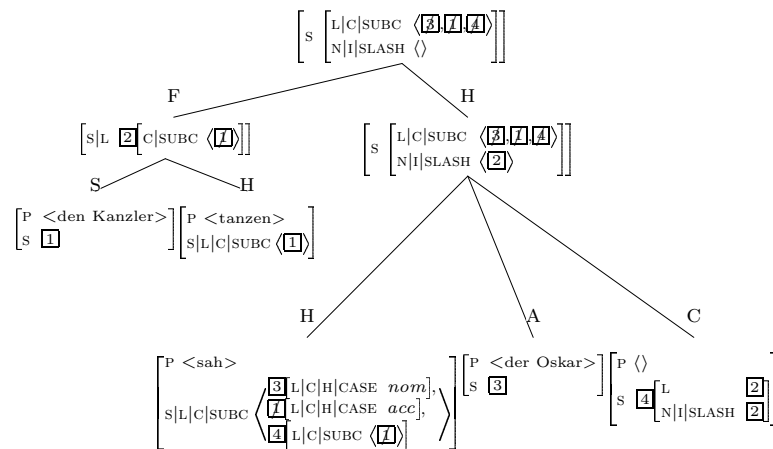 S L|C|SUBC ⟨3̸,1̸,4̸⟩
N|I|SLASH ⟨⟩
F H
S|L 2 C|SUBC ⟨1̸⟩
S L|C|SUBC ⟨3̸,1̸,4̸⟩
N|I|SLASH ⟨2⟩
S H
P <den Kanzler>
S 1
P <tanzen>
S|L|C|SUBC ⟨1⟩
H A C
P <sah>
S|L|C|SUBC ⟨3[L|C|H|CASE nom],
1̸[L|C|H|CASE acc],
4[L|C|SUBC ⟨1̸⟩]⟩
P <der Oskar>
S 3
P ⟨⟩
S 4 L 2
N|I|SLASH 2